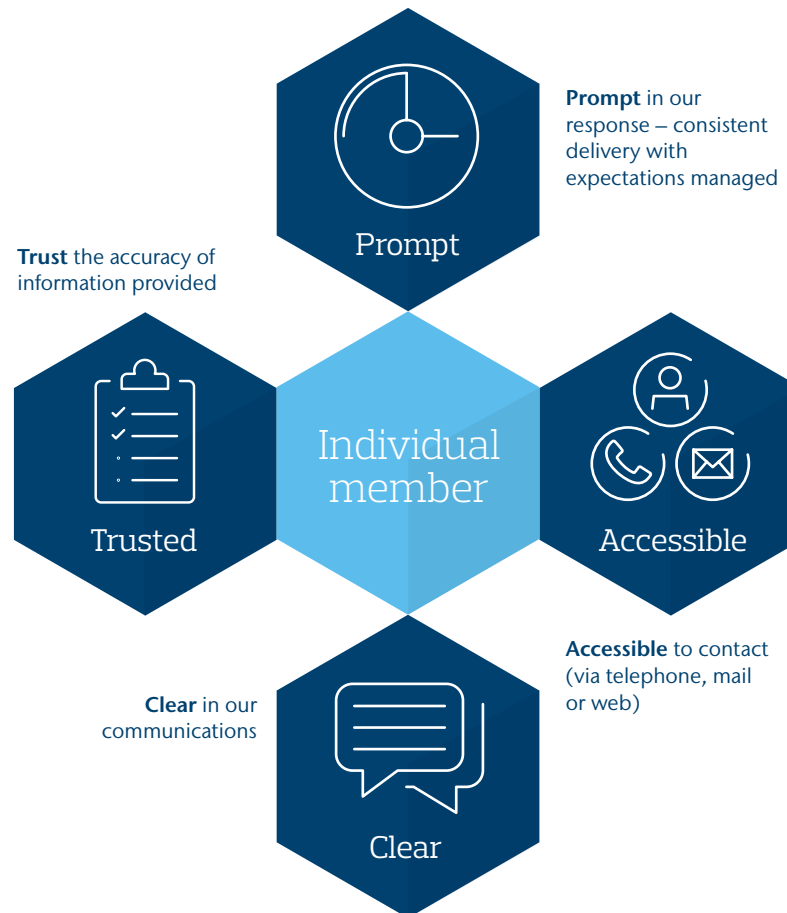 Prompt in our
response – consistent
delivery with
expectations managed
Prompt
Trust the accuracy of
information provided
Individual
member
Trusted
Accessible
Accessible to contact
(via telephone, mail
or web)
Clear in our
communications
Clear